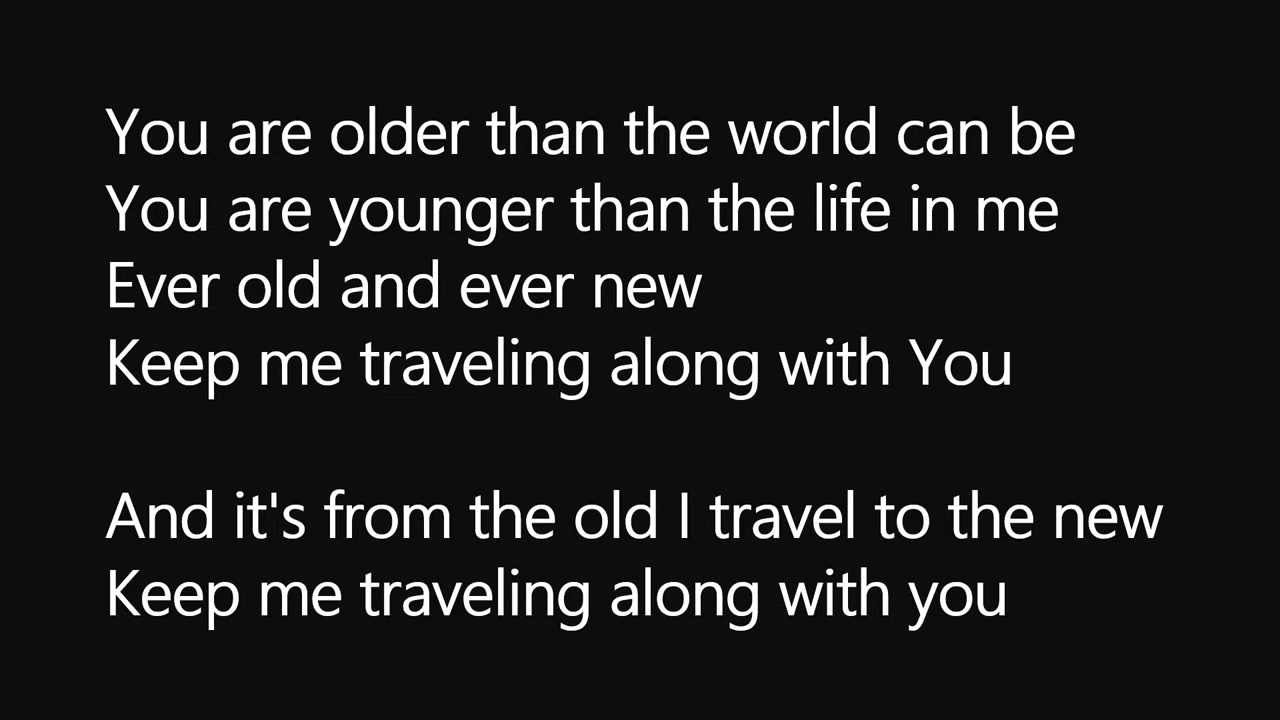 You are older than the world can be
You are younger than the life in me
Ever old and ever new
Keep me traveling along with You
And it's from the old I travel to the new
Keep me traveling along with you